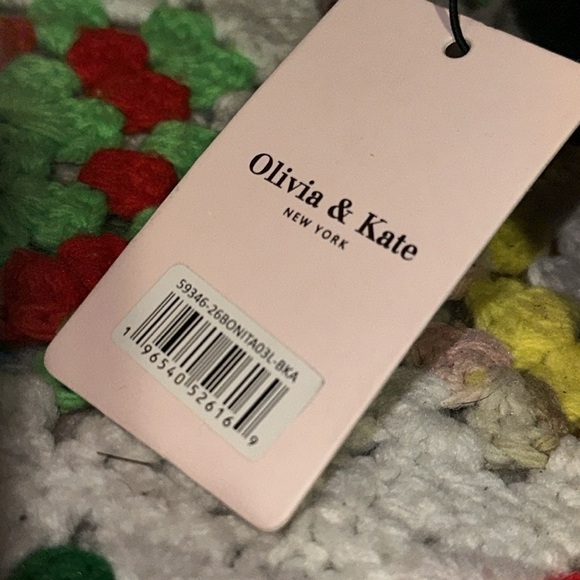 Olivia & Kate
NEW YORK
59346-26BONITA03L-BKA
1 96540 52616 9